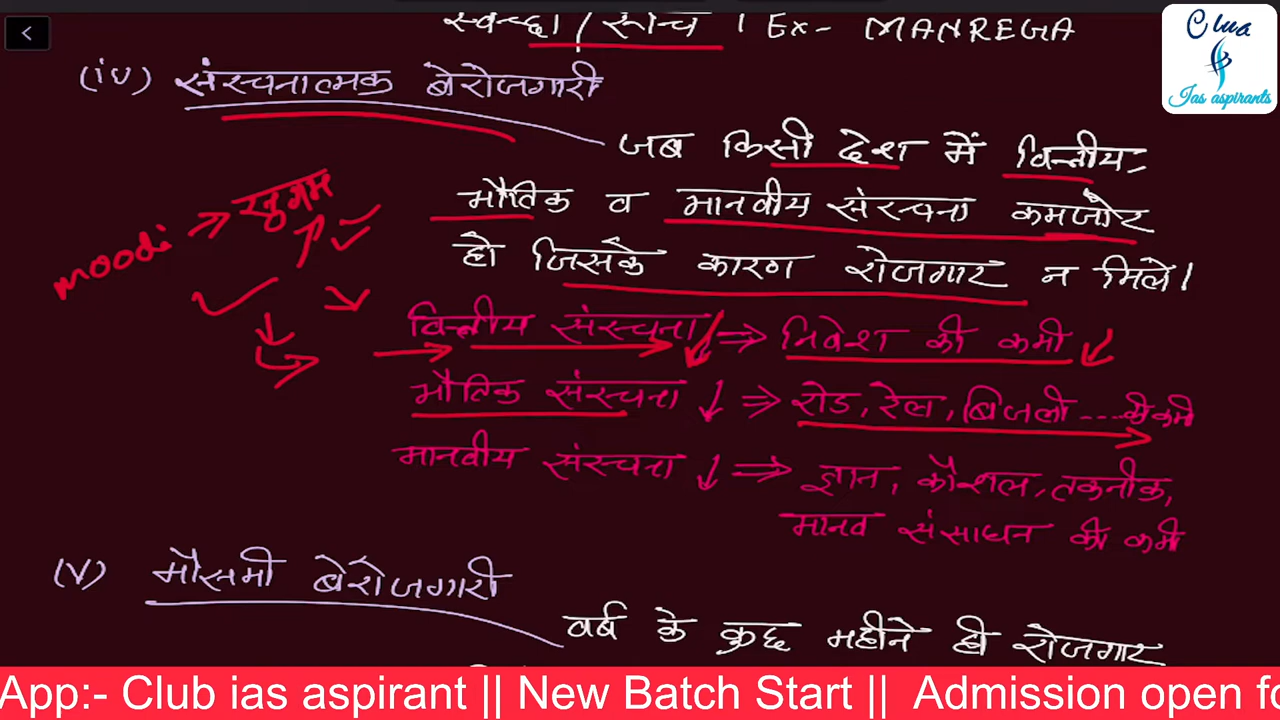 / Ex- MANREGA
(iv) संरचनात्मक बेरोजगारी
जब किसी देश में वित्तीय,
भौतिक व मानवीय संरचना कमजोर
हो जिसके कारण रोजगार न मिले।
moodi → सुगम
वित्तीय संरचना ↓ ⇒ निवेश की कमी ↓
भौतिक संरचना ↓ ⇒ रोड, रेल, बिजली ---- की कमी
मानवीय संरचना ↓ ⇒ ज्ञान, कौशल, तकनीक,
मानव संसाधन की कमी
(v) मौसमी बेरोजगारी
वर्ष के कुछ महीने ही रोजगार
Club
Ias aspirants
App:- Club ias aspirant || New Batch Start || Admission open fo